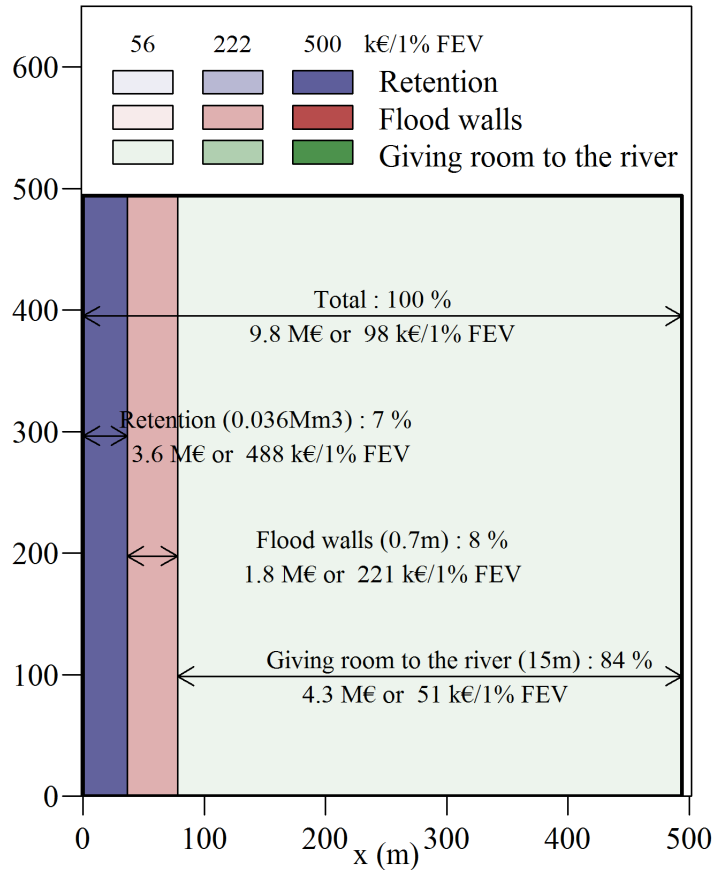 56 222 500 k€/1% FEV
600
Retention
Flood walls
Giving room to the river
500
Total : 100 %
400
9.8 M€ or 98 k€/1% FEV
Retention (0.036Mm3) : 7 %
300
3.6 M€ or 488 k€/1% FEV
Flood walls (0.7m) : 8 %
200
1.8 M€ or 221 k€/1% FEV
Giving room to the river (15m) : 84 %
100
4.3 M€ or 51 k€/1% FEV
0
0 100 200 300 400 500
x (m)